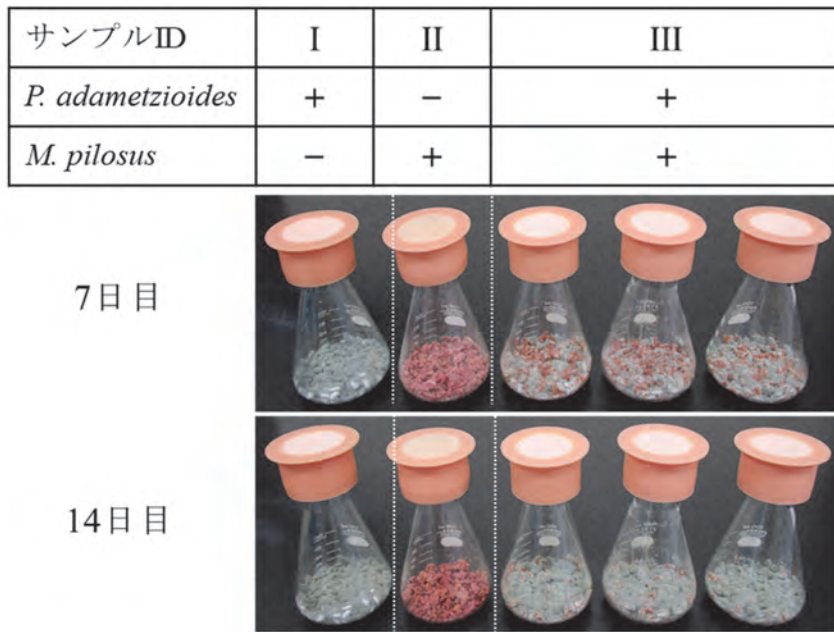 サンプルID I II III
P. adametzioides + − +
M. pilosus − + +
7日目
14日目